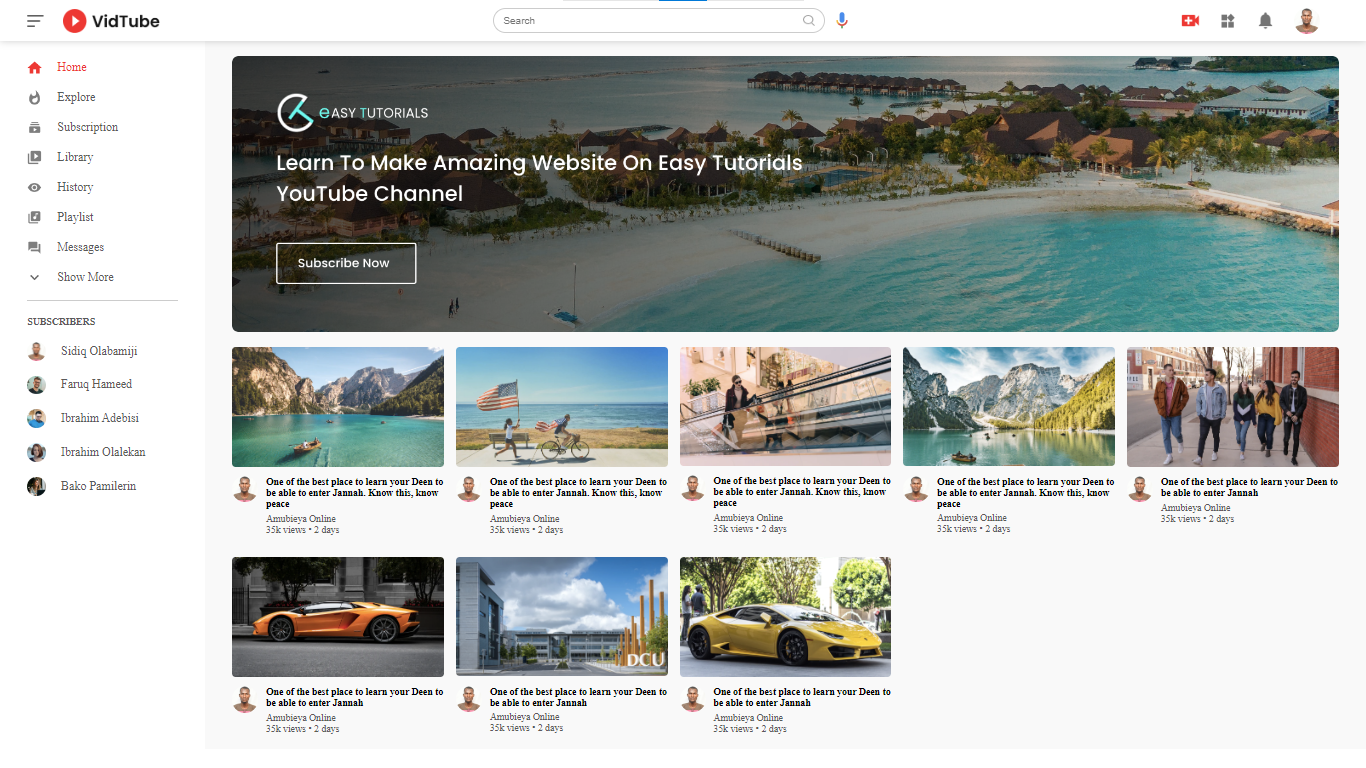 VidTube
Search
Home
Explore
Subscription
Library
History
Playlist
Messages
Show More
SUBSCRIBERS
Sidiq Olabamiji
Faruq Hameed
Ibrahim Adebisi
Ibrahim Olalekan
Bako Pamilerin
eASY TUTORIALS
Learn To Make Amazing Website On Easy Tutorials
YouTube Channel
Subscribe Now
One of the best place to learn your Deen to
be able to enter Jannah. Know this, know
peace
Amubieya Online
35k views • 2 days
One of the best place to learn your Deen to
be able to enter Jannah. Know this, know
peace
Amubieya Online
35k views • 2 days
One of the best place to learn your Deen to
be able to enter Jannah. Know this, know
peace
Amubieya Online
35k views • 2 days
One of the best place to learn your Deen to
be able to enter Jannah. Know this, know
peace
Amubieya Online
35k views • 2 days
One of the best place to learn your Deen to
be able to enter Jannah
Amubieya Online
35k views • 2 days
One of the best place to learn your Deen to
be able to enter Jannah
Amubieya Online
35k views • 2 days
DCU
One of the best place to learn your Deen to
be able to enter Jannah
Amubieya Online
35k views • 2 days
One of the best place to learn your Deen to
be able to enter Jannah
Amubieya Online
35k views • 2 days